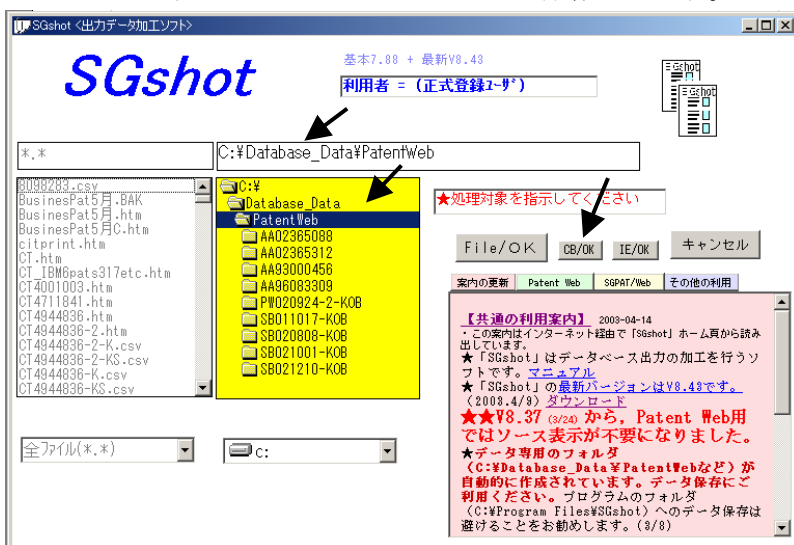 SGshot <出力データ加工ソフト>
SGshot
基本7.88 + 最新V8.43
利用者 = (正式登録ユーザ)
SGshot
SGshot
*.*
C:¥Database_Data¥PatentWeb
8098283.csv
BusinesPat5月.BAK
BusinesPat5月.htm
BusinesPat5月C.htm
citprint.htm
CT.htm
CT_IBM6pats317etc.htm
CT4001003.htm
CT4711841.htm
CT4944836.htm
CT4944836-2.htm
CT4944836-2-K.csv
CT4944836-2-KS.csv
CT4944836-K.csv
CT4944836-KS.csv
C:¥
Database_Data
PatentWeb
AA02365088
AA02365312
AA93000456
AA96083309
PW020924-2-KOB
SB011017-KOB
SB020808-KOB
SB021001-KOB
SB021210-KOB
★処理対象を指示してください
File/OK
CB/OK
IE/OK
キャンセル
案内の更新
Patent Web
SGPAT/Web
その他の利用
【共通の利用案内】 2003-04-14
・この案内はインターネット経由で「SGshot」ホーム頁から読み
出しています。
★「SGshot」はデータベース出力の加工を行うソ
フトです。マニュアル
★「SGshot」の最新バージョンはV8.43です。
(2003.4/9) ダウンロード
★★V8.37 (3/24) から, Patent Web用
ではソース表示が不要になりました。
★データ専用のフォルダ
(C:¥Database_Data¥PatentWebなど)が
自動的に作成されています。データ保存にご
利用ください。プログラムのフォルダ
(C:¥Program Files¥SGshot)へのデータ保存は
避けることをお勧めします。(3/8)
全ファイル(*.*)
c: